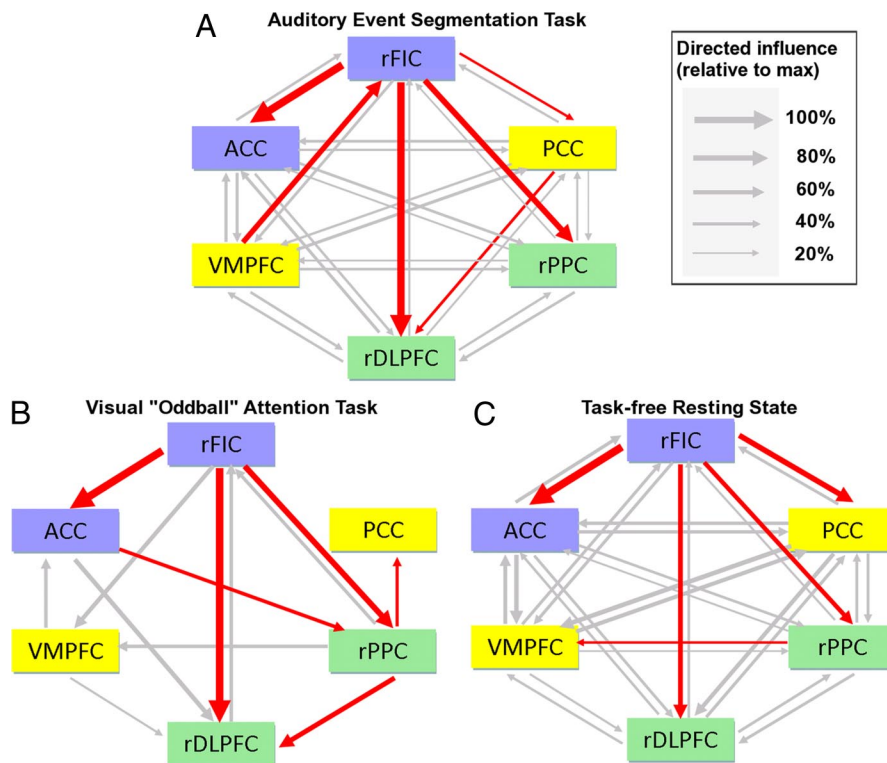 A
Auditory Event Segmentation Task
rFIC
ACC
PCC
VMPFC
rPPC
rDLPFC
Directed influence
(relative to max)
100%
80%
60%
40%
20%
B
Visual "Oddball" Attention Task
rFIC
ACC
PCC
VMPFC
rPPC
rDLPFC
C
Task-free Resting State
rFIC
ACC
PCC
VMPFC
rPPC
rDLPFC